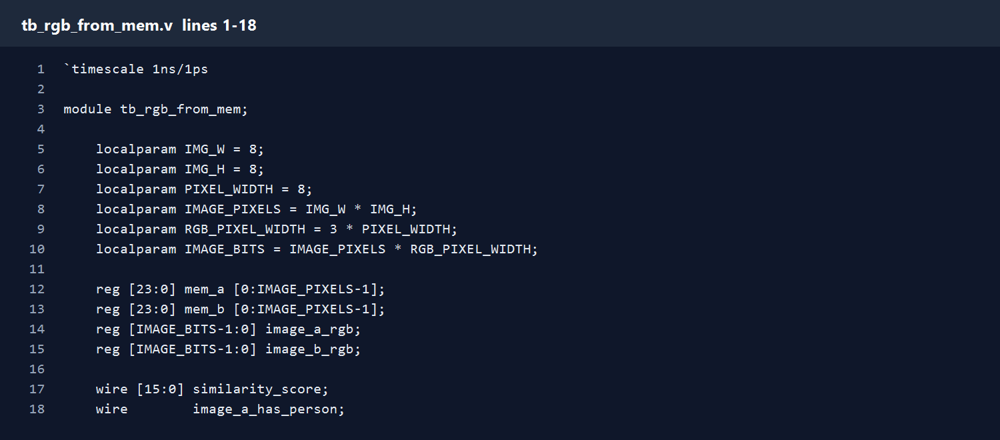 tb_rgb_from_mem.v lines 1-18
1 `timescale 1ns/1ps
2
3 module tb_rgb_from_mem;
4
5     localparam IMG_W = 8;
6     localparam IMG_H = 8;
7     localparam PIXEL_WIDTH = 8;
8     localparam IMAGE_PIXELS = IMG_W * IMG_H;
9     localparam RGB_PIXEL_WIDTH = 3 * PIXEL_WIDTH;
10     localparam IMAGE_BITS = IMAGE_PIXELS * RGB_PIXEL_WIDTH;
11
12     reg [23:0] mem_a [0:IMAGE_PIXELS-1];
13     reg [23:0] mem_b [0:IMAGE_PIXELS-1];
14     reg [IMAGE_BITS-1:0] image_a_rgb;
15     reg [IMAGE_BITS-1:0] image_b_rgb;
16
17     wire [15:0] similarity_score;
18     wire        image_a_has_person;